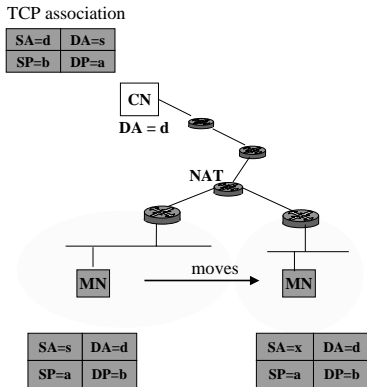 TCP association
SA=d DA=s
SP=b DP=a
CN
DA = d
NAT
moves
MN MN
SA=s DA=d
SP=a DP=b
SA=x DA=d
SP=a DP=b